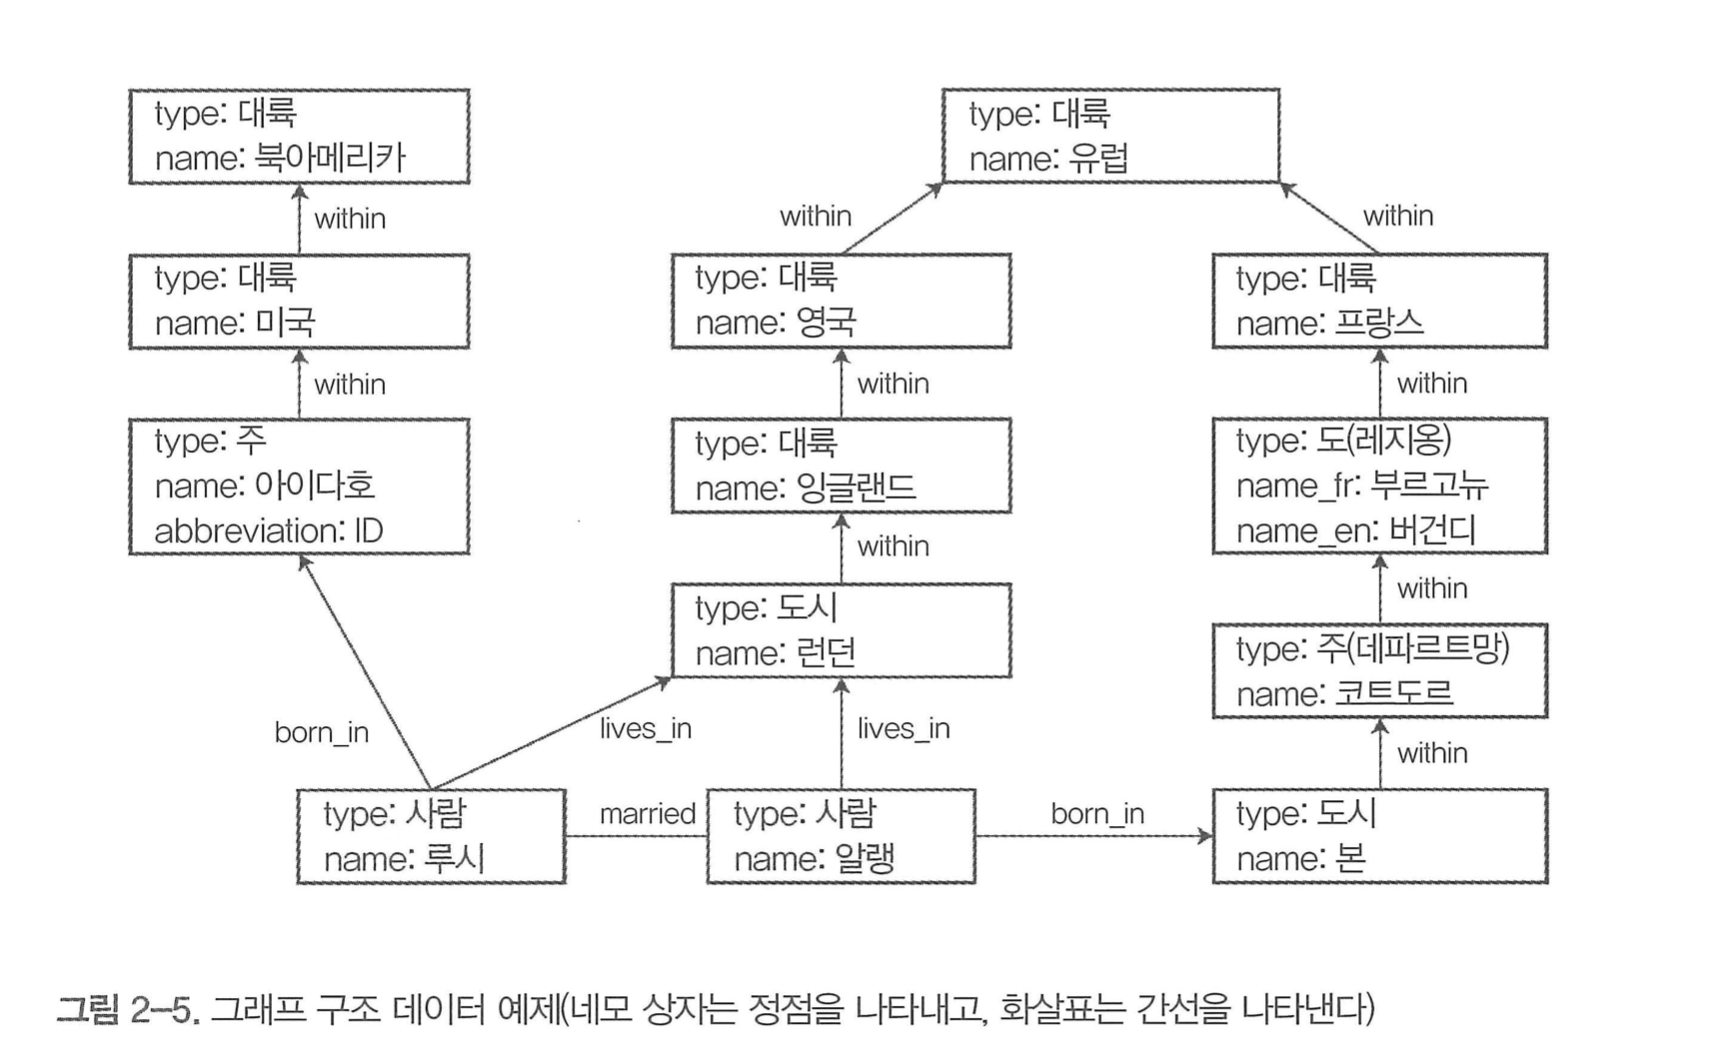 type: 대륙
name: 북아메리카
type: 대륙
name: 유럽
within
within
within
type: 대륙
name: 미국
type: 대륙
name: 영국
type: 대륙
name: 프랑스
within
within
within
type: 주
name: 아이다호
abbreviation: ID
type: 대륙
name: 잉글랜드
type: 도(레지옹)
name_fr: 부르고뉴
name_en: 버건디
within
within
type: 도시
name: 런던
type: 주(데파르트망)
name: 코트도르
born_in
lives_in
lives_in
within
type: 사람
name: 루시
married
type: 사람
name: 알랭
born_in
type: 도시
name: 본
그림 2-5. 그래프 구조 데이터 예제(네모 상자는 정점을 나타내고, 화살표는 간선을 나타낸다)